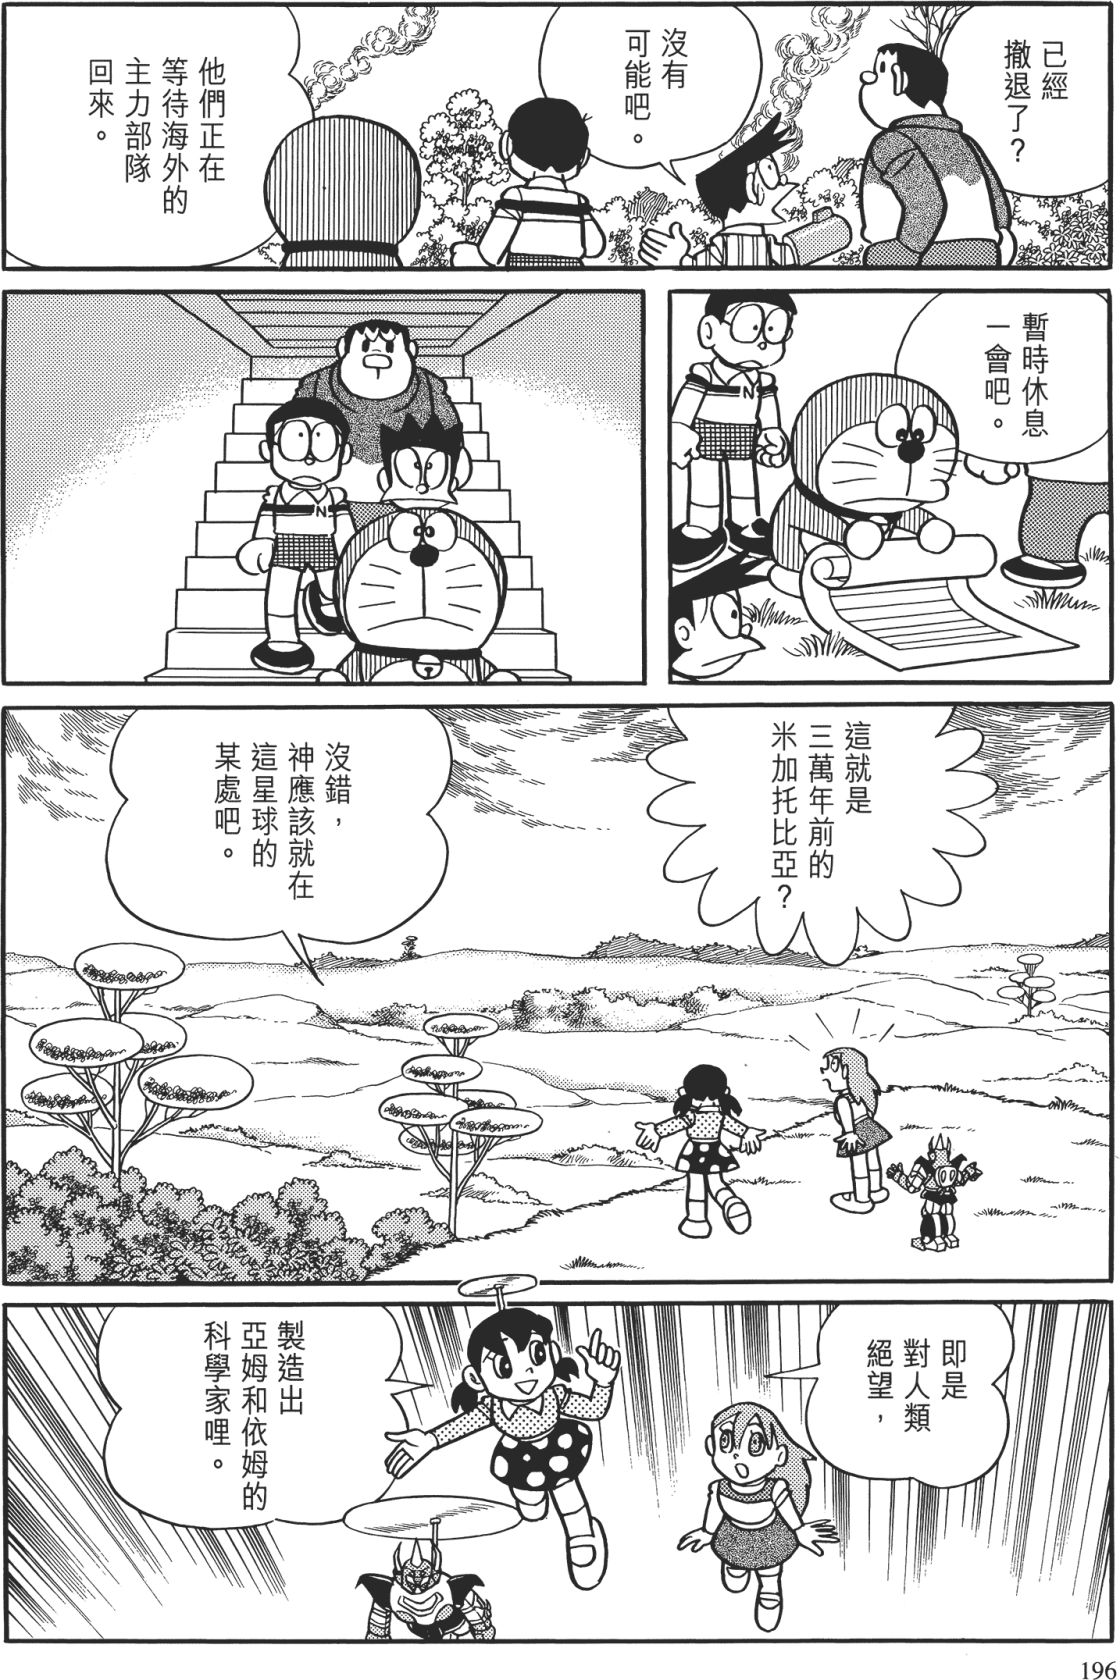 已經
撤退了？
沒有
可能吧。
他們正在
等待海外的
主力部隊
回來。
暫時休息
一會吧。
N
N
這就是
三萬年前的
米加托比亞？
沒錯，
神應該就在
這星球的
某處吧。
即是
對人類
絕望，
製造出
亞姆和依姆的
科學家哩。
196